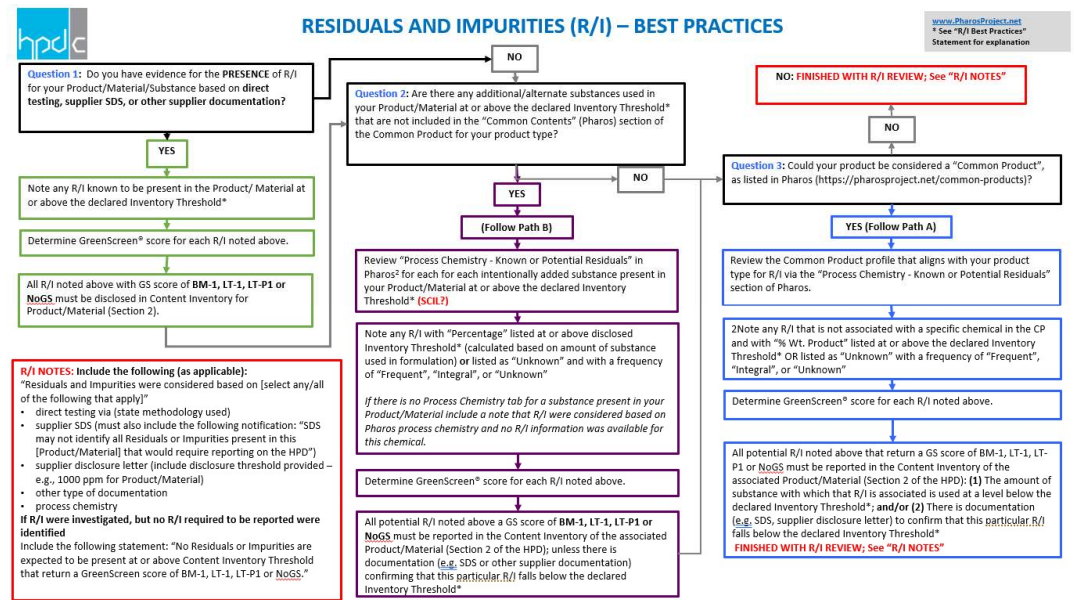 hpdc
RESIDUALS AND IMPURITIES (R/I) – BEST PRACTICES
www.PharosProject.net
* See “R/I Best Practices”
Statement for explanation
Question 1: Do you have evidence for the PRESENCE of R/I
for your Product/Material/Substance based on direct
testing, supplier SDS, or other supplier documentation?
YES
Note any R/I known to be present in the Product/ Material at
or above the declared Inventory Threshold*
Determine GreenScreen® score for each R/I noted above.
All R/I noted above with GS score of BM-1, LT-1, LT-P1 or
NoGS must be disclosed in Content Inventory for
Product/Material (Section 2).
R/I NOTES: Include the following (as applicable):
“Residuals and Impurities were considered based on [select any/all
of the following that apply]”
• direct testing via (state methodology used)
• supplier SDS (must also include the following notification: “SDS
may not identify all Residuals or Impurities present in this
[Product/Material] that would require reporting on the HPD”)
• supplier disclosure letter (include disclosure threshold provided –
e.g., 1000 ppm for Product/Material)
• other type of documentation
• process chemistry
If R/I were investigated, but no R/I required to be reported were
identified
Include the following statement: “No Residuals or Impurities are
expected to be present at or above Content Inventory Threshold
that return a GreenScreen score of BM-1, LT-1, LT-P1 or NoGS.”
NO
Question 2: Are there any additional/alternate substances used in
your Product/Material at or above the declared Inventory Threshold*
that are not included in the “Common Contents” (Pharos) section of
the Common Product for your product type?
NO
YES
(Follow Path B)
Review “Process Chemistry - Known or Potential Residuals” in
Pharos² for each for each intentionally added substance present in
your Product/Material at or above the declared Inventory
Threshold* (SCIL?)
Note any R/I with “Percentage” listed at or above disclosed
Inventory Threshold* (calculated based on amount of substance
used in formulation) or listed as “Unknown” and with a frequency
of “Frequent”, “Integral”, or “Unknown”
If there is no Process Chemistry tab for a substance present in your
Product/Material include a note that R/I were considered based on
Pharos process chemistry and no R/I information was available for
this chemical.
Determine GreenScreen® score for each R/I noted above.
All potential R/I noted above a GS score of BM-1, LT-1, LT-P1 or
NoGS must be reported in the Content Inventory of the associated
Product/Material (Section 2 of the HPD); unless there is
documentation (e.g. SDS or other supplier documentation)
confirming that this particular R/I falls below the declared
Inventory Threshold*
NO: FINISHED WITH R/I REVIEW; See “R/I NOTES”
NO
Question 3: Could your product be considered a “Common Product”,
as listed in Pharos (https://pharosproject.net/common-products)?
YES (Follow Path A)
Review the Common Product profile that aligns with your product
type for R/I via the “Process Chemistry - Known or Potential Residuals”
section of Pharos.
2Note any R/I that is not associated with a specific chemical in the CP
and with “% Wt. Product” listed at or above the declared Inventory
Threshold* OR listed as “Unknown” with a frequency of “Frequent”,
“Integral”, or “Unknown”
Determine GreenScreen® score for each R/I noted above.
All potential R/I noted above that return a GS score of BM-1, LT-1, LT-
P1 or NoGS must be reported in the Content Inventory of the
associated Product/Material (Section 2 of the HPD): (1) The amount of
substance with which that R/I is associated is used at a level below the
declared Inventory Threshold*; and/or (2) There is documentation
(e.g. SDS, supplier disclosure letter) to confirm that this particular R/I
falls below the declared Inventory Threshold*
FINISHED WITH R/I REVIEW; See “R/I NOTES”